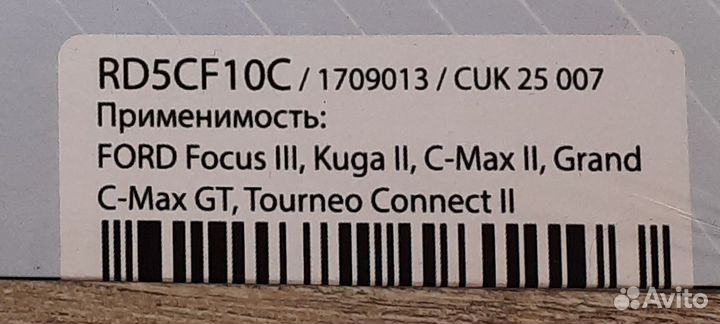 RD5CF10C / 1709013 / CUK 25 007
Применимость:
FORD Focus III, Kuga II, C-Max II, Grand
C-Max GT, Tourneo Connect II
Avito